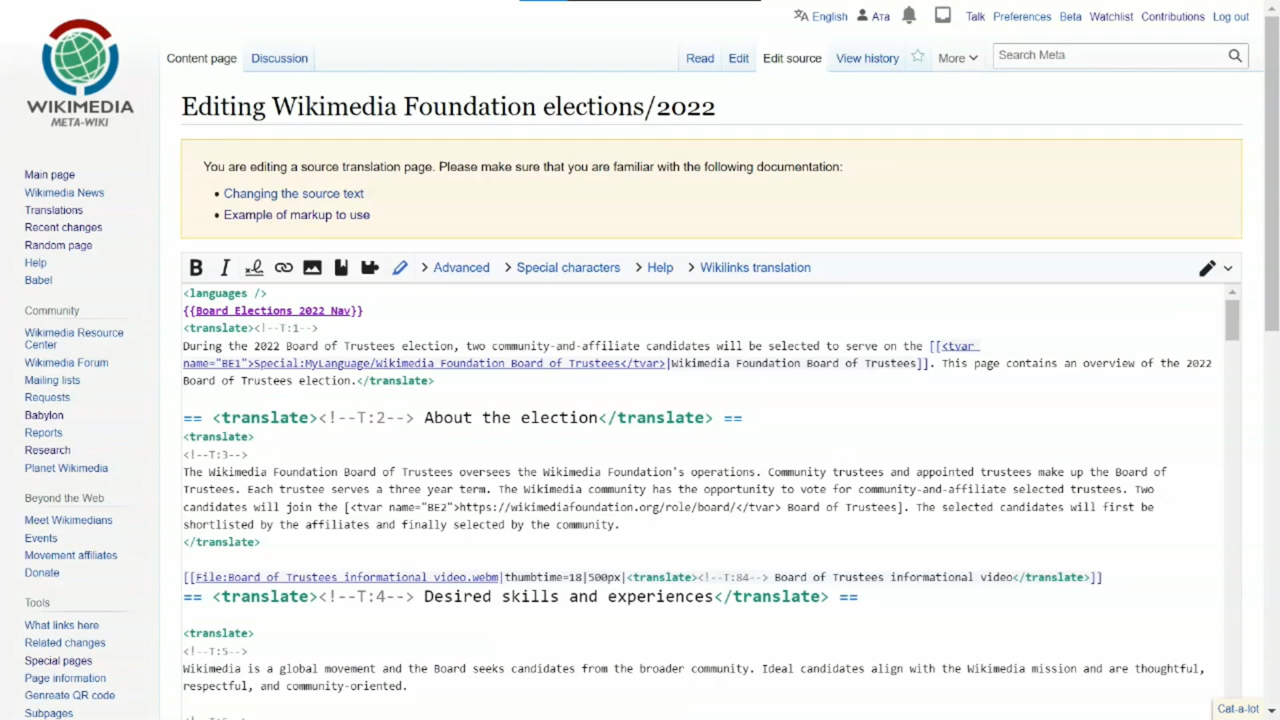 English Ата Talk Preferences Beta Watchlist Contributions Log out
WIKIMEDIA
META-WIKI
Content page Discussion Read Edit Edit source View history More Search Meta
Editing Wikimedia Foundation elections/2022
You are editing a source translation page. Please make sure that you are familiar with the following documentation:
• Changing the source text
• Example of markup to use
Main page
Wikimedia News
Translations
Recent changes
Random page
Help
Babel
Community
Wikimedia Resource
Center
Wikimedia Forum
Mailing lists
Requests
Babylon
Reports
Research
Planet Wikimedia
Beyond the Web
Meet Wikimedians
Events
Movement affiliates
Donate
Tools
What links here
Related changes
Special pages
Page information
Genreate QR code
Subpages
B I Advanced Special characters Help Wikilinks translation
<languages />
{{Board Elections 2022 Nav}}
<translate><!--T:1-->
During the 2022 Board of Trustees election, two community-and-affiliate candidates will be selected to serve on the [[<tvar
name="BE1">Special:MyLanguage/Wikimedia Foundation Board of Trustees</tvar>|Wikimedia Foundation Board of Trustees]]. This page contains an overview of the 2022
Board of Trustees election.</translate>
== <translate><!--T:2--> About the election</translate> ==
<translate>
<!--T:3-->
The Wikimedia Foundation Board of Trustees oversees the Wikimedia Foundation's operations. Community trustees and appointed trustees make up the Board of
Trustees. Each trustee serves a three year term. The Wikimedia community has the opportunity to vote for community-and-affiliate selected trustees. Two
candidates will join the [<tvar name="BE2">https://wikimediafoundation.org/role/board/</tvar> Board of Trustees]. The selected candidates will first be
shortlisted by the affiliates and finally selected by the community.
</translate>
[[File:Board of Trustees informational video.webm|thumbtime=18|500px|<translate><!--T:84--> Board of Trustees informational video</translate>]]
== <translate><!--T:4--> Desired skills and experiences</translate> ==
<translate>
<!--T:5-->
Wikimedia is a global movement and the Board seeks candidates from the broader community. Ideal candidates align with the Wikimedia mission and are thoughtful,
respectful, and community-oriented.
Cat-a-lot